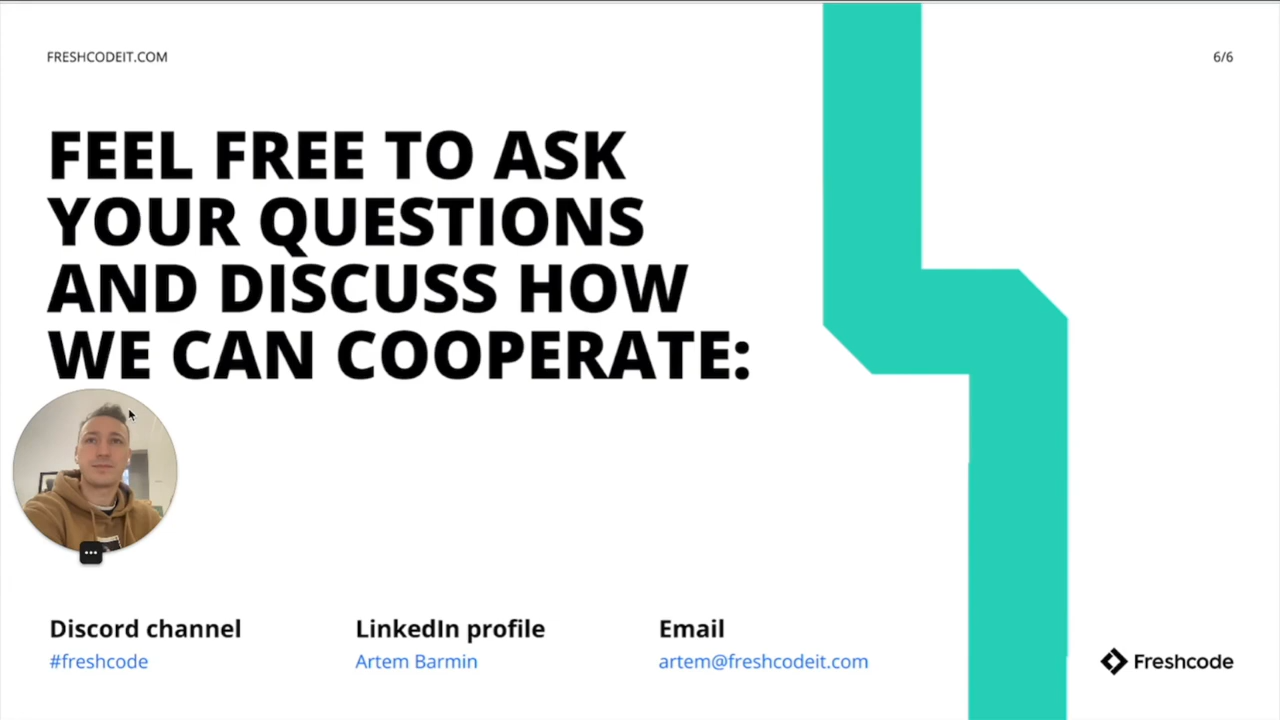 FRESHCODEIT.COM
6/6
FEEL FREE TO ASK
YOUR QUESTIONS
AND DISCUSS HOW
WE CAN COOPERATE:
Discord channel
#freshcode
LinkedIn profile
Artem Barmin
Email
artem@freshcodeit.com
Freshcode